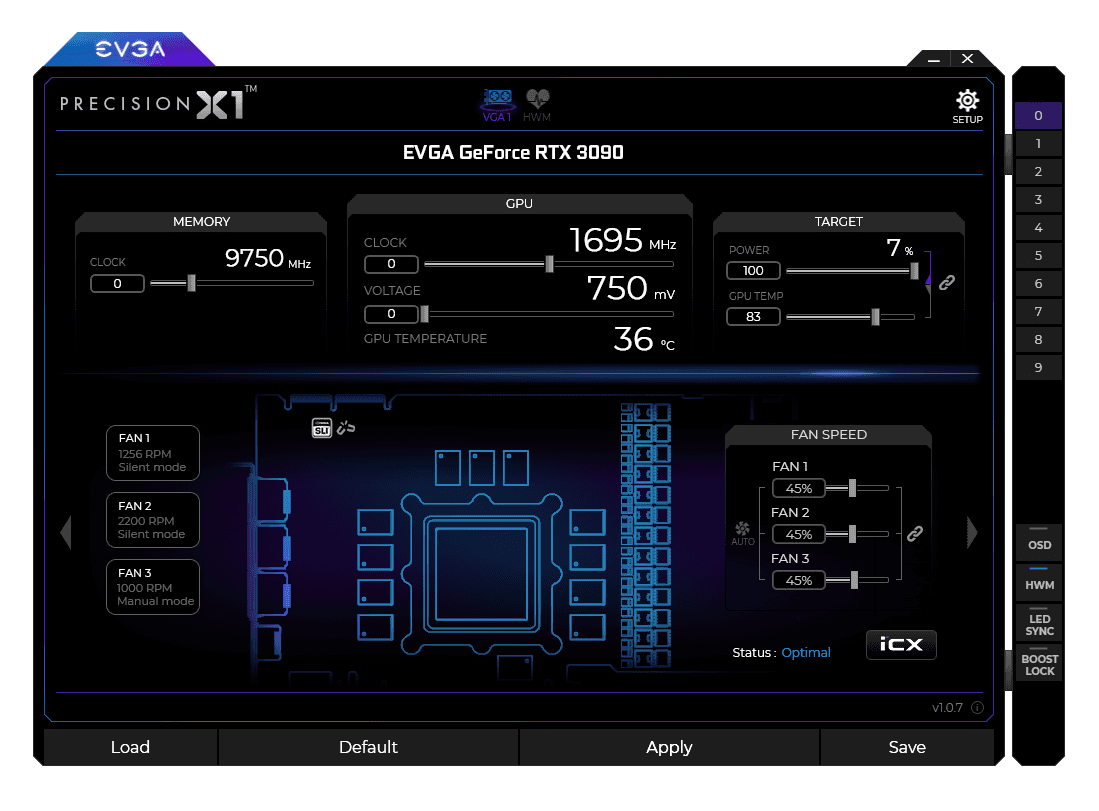 EVGA
PRECISION X1™
VGA 1
HWM
SETUP
EVGA GeForce RTX 3090
MEMORY
CLOCK
0
9750 MHz
GPU
CLOCK
0
1695 MHz
VOLTAGE
0
750 mV
GPU TEMPERATURE
36 °C
TARGET
POWER
100
7 %
GPU TEMP
83
FAN 1
1256 RPM
Silent mode
FAN 2
2200 RPM
Silent mode
FAN 3
1000 RPM
Manual mode
NVIDIA
SLI
FAN SPEED
FAN 1
45%
FAN 2
45%
FAN 3
45%
AUTO
Status : Optimal
iCX
v1.0.7
Load
Default
Apply
Save
0
1
2
3
4
5
6
7
8
9
OSD
HWM
LED
SYNC
BOOST
LOCK